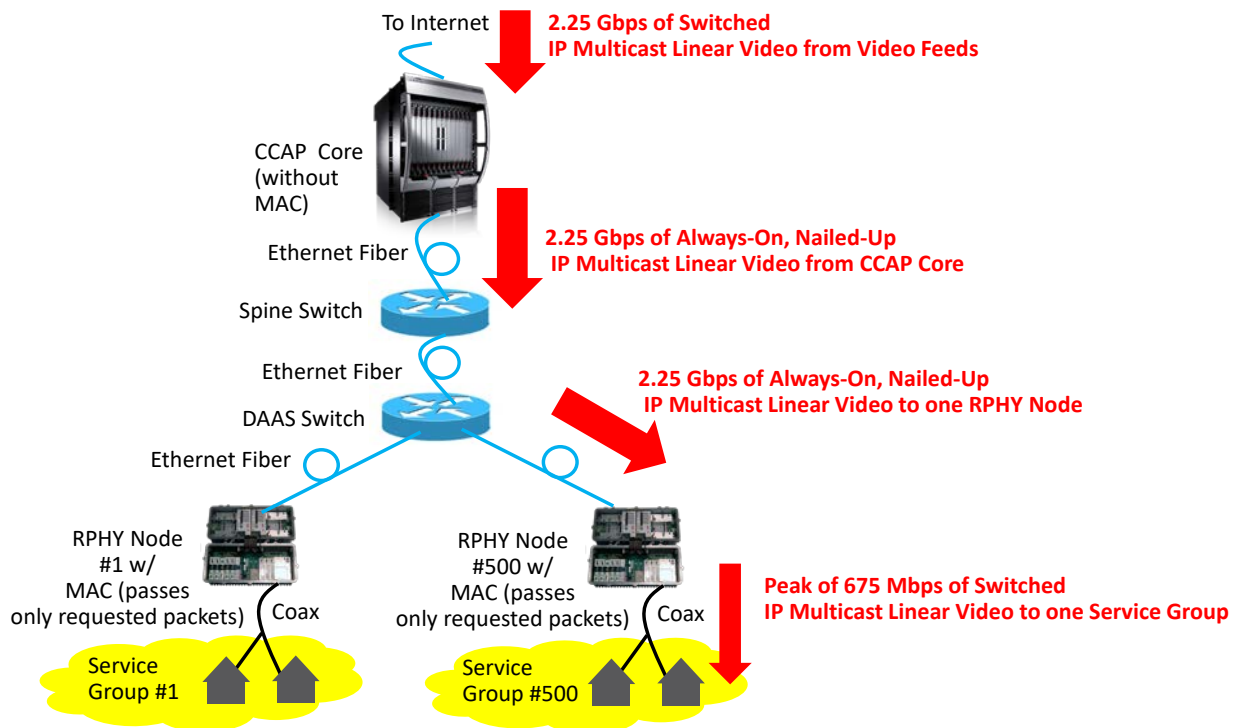 To Internet
2.25 Gbps of Switched
IP Multicast Linear Video from Video Feeds
CCAP Core
(without
MAC)
2.25 Gbps of Always-On, Nailed-Up
IP Multicast Linear Video from CCAP Core
Ethernet Fiber
Spine Switch
Ethernet Fiber
2.25 Gbps of Always-On, Nailed-Up
IP Multicast Linear Video to one RPHY Node
DAAS Switch
Ethernet Fiber
RPHY Node
#1 w/
MAC (passes
only requested packets)
Coax
RPHY Node
#500 w/
MAC (passes
only requested packets)
Coax
Peak of 675 Mbps of Switched
IP Multicast Linear Video to one Service Group
Service
Group #1
Service
Group #500